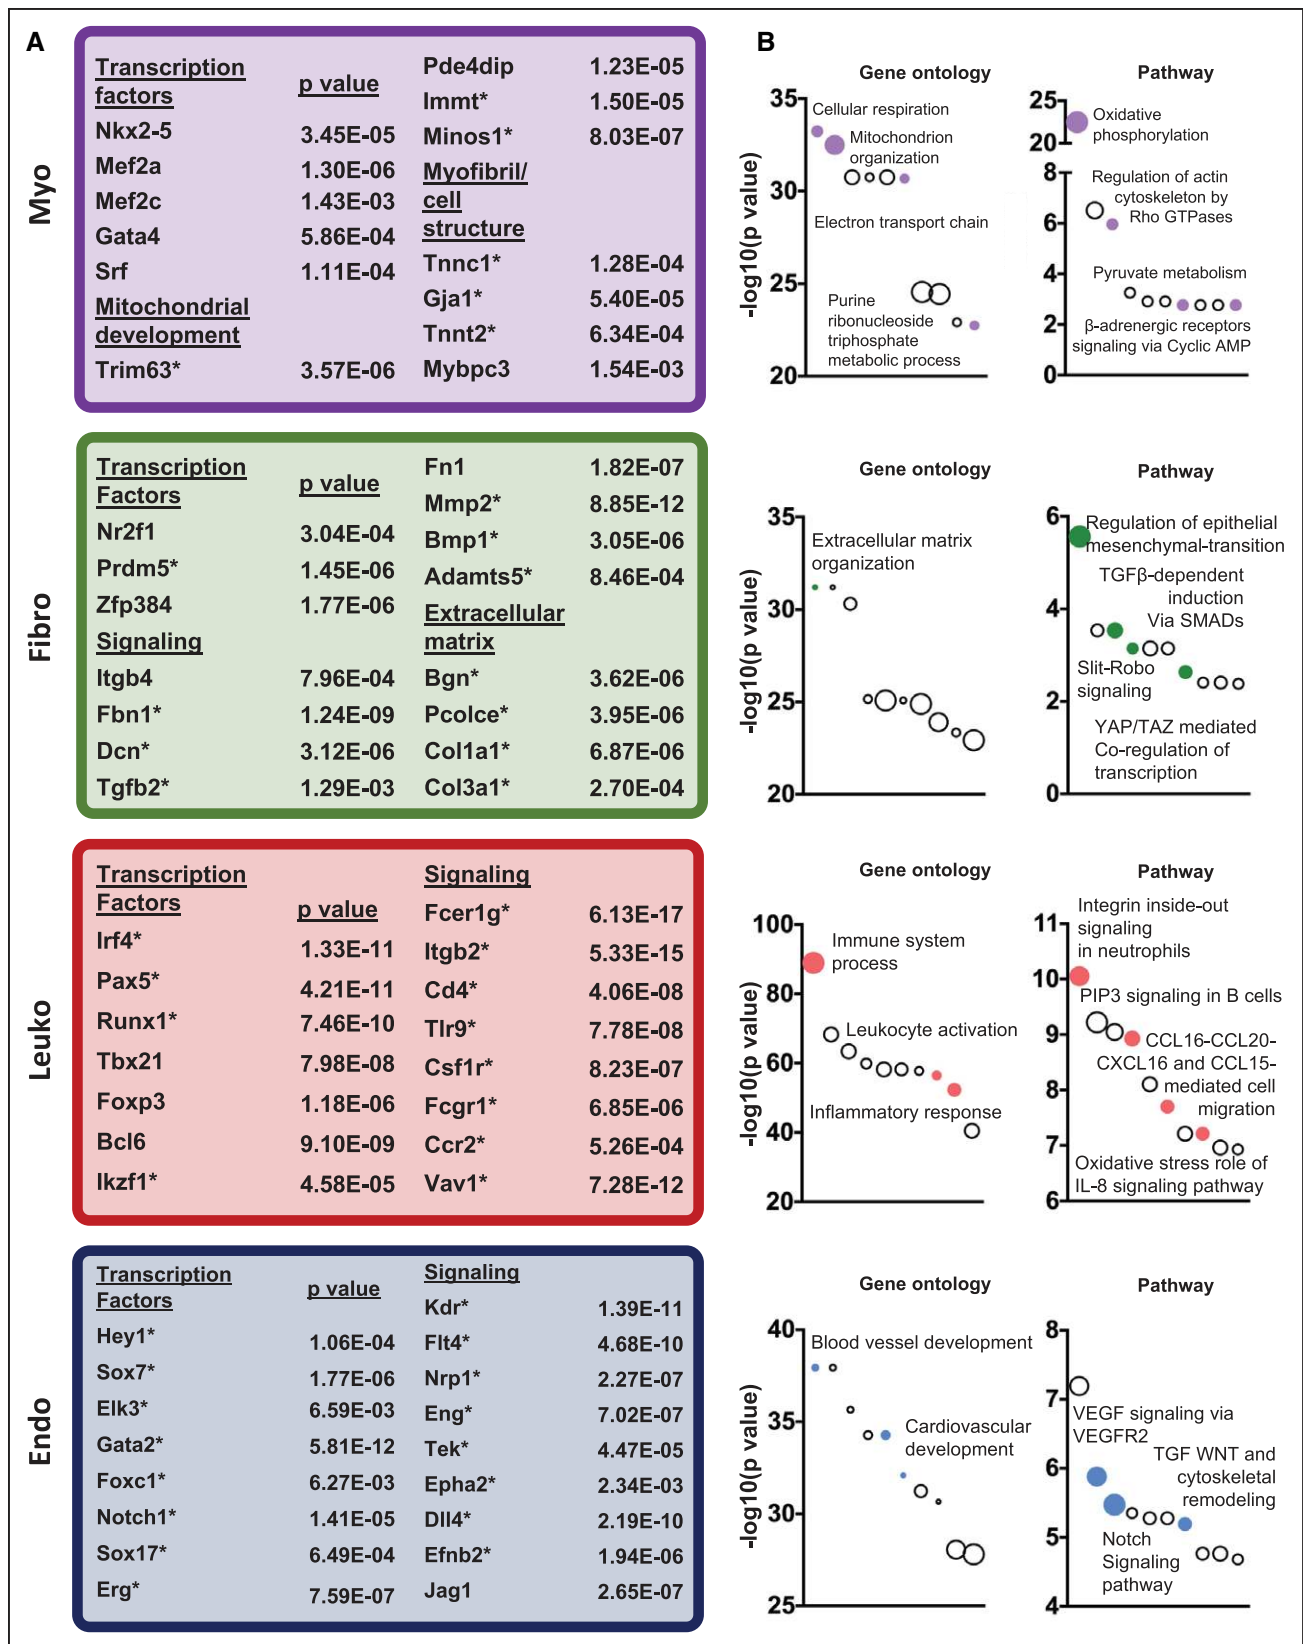 A
Myo
Transcription
factors
p value
Nkx2-5 3.45E-05
Mef2a 1.30E-06
Mef2c 1.43E-03
Gata4 5.86E-04
Srf 1.11E-04
Mitochondrial
development
Trim63* 3.57E-06
Pde4dip 1.23E-05
Immt* 1.50E-05
Minos1* 8.03E-07
Myofibril/
cell
structure
Tnnc1* 1.28E-04
Gja1* 5.40E-05
Tnnt2* 6.34E-04
Mybpc3 1.54E-03
Fibro
Transcription
Factors
p value
Nr2f1 3.04E-04
Prdm5* 1.45E-06
Zfp384 1.77E-06
Signaling
Itgb4 7.96E-04
Fbn1* 1.24E-09
Dcn* 3.12E-06
Tgfb2* 1.29E-03
Fn1 1.82E-07
Mmp2* 8.85E-12
Bmp1* 3.05E-06
Adamts5* 8.46E-04
Extracellular
matrix
Bgn* 3.62E-06
Pcolce* 3.95E-06
Col1a1* 6.87E-06
Col3a1* 2.70E-04
Leuko
Transcription
Factors
p value
Irf4* 1.33E-11
Pax5* 4.21E-11
Runx1* 7.46E-10
Tbx21 7.98E-08
Foxp3 1.18E-06
Bcl6 9.10E-09
Ikzf1* 4.58E-05
Signaling
Fcer1g* 6.13E-17
Itgb2* 5.33E-15
Cd4* 4.06E-08
Tlr9* 7.78E-08
Csf1r* 8.23E-07
Fcgr1* 6.85E-06
Ccr2* 5.26E-04
Vav1* 7.28E-12
Endo
Transcription
Factors
p value
Hey1* 1.06E-04
Sox7* 1.77E-06
Elk3* 6.59E-03
Gata2* 5.81E-12
Foxc1* 6.27E-03
Notch1* 1.41E-05
Sox17* 6.49E-04
Erg* 7.59E-07
Signaling
Kdr* 1.39E-11
Flt4* 4.68E-10
Nrp1* 2.27E-07
Eng* 7.02E-07
Tek* 4.47E-05
Epha2* 2.34E-03
Dll4* 2.19E-10
Efnb2* 1.94E-06
Jag1 2.65E-07
B
Gene ontology
-log10(p value)
35
30
25
20
Cellular respiration
Mitochondrion
organization
Electron transport chain
Purine
ribonucleoside
triphosphate
metabolic process
Pathway
25
20
8
6
4
2
0
Oxidative
phosphorylation
Regulation of actin
cytoskeleton by
Rho GTPases
Pyruvate metabolism
β-adrenergic receptors
signaling via Cyclic AMP
Gene ontology
-log10(p value)
35
30
25
20
Extracellular matrix
organization
Pathway
6
4
2
0
Regulation of epithelial
mesenchymal-transition
TGFβ-dependent
induction
Via SMADs
Slit-Robo
signaling
YAP/TAZ mediated
Co-regulation of
transcription
Gene ontology
-log10(p value)
100
80
60
40
20
Immune system
process
Leukocyte activation
Inflammatory response
Pathway
11
10
9
8
7
6
Integrin inside-out
signaling
in neutrophils
PIP3 signaling in B cells
CCL16-CCL20-
CXCL16 and CCL15-
mediated cell
migration
Oxidative stress role of
IL-8 signaling pathway
Gene ontology
-log10(p value)
40
35
30
25
Blood vessel development
Cardiovascular
development
Pathway
8
7
6
5
4
VEGF signaling via
VEGFR2
TGF WNT and
cytoskeletal
remodeling
Notch
Signaling
pathway